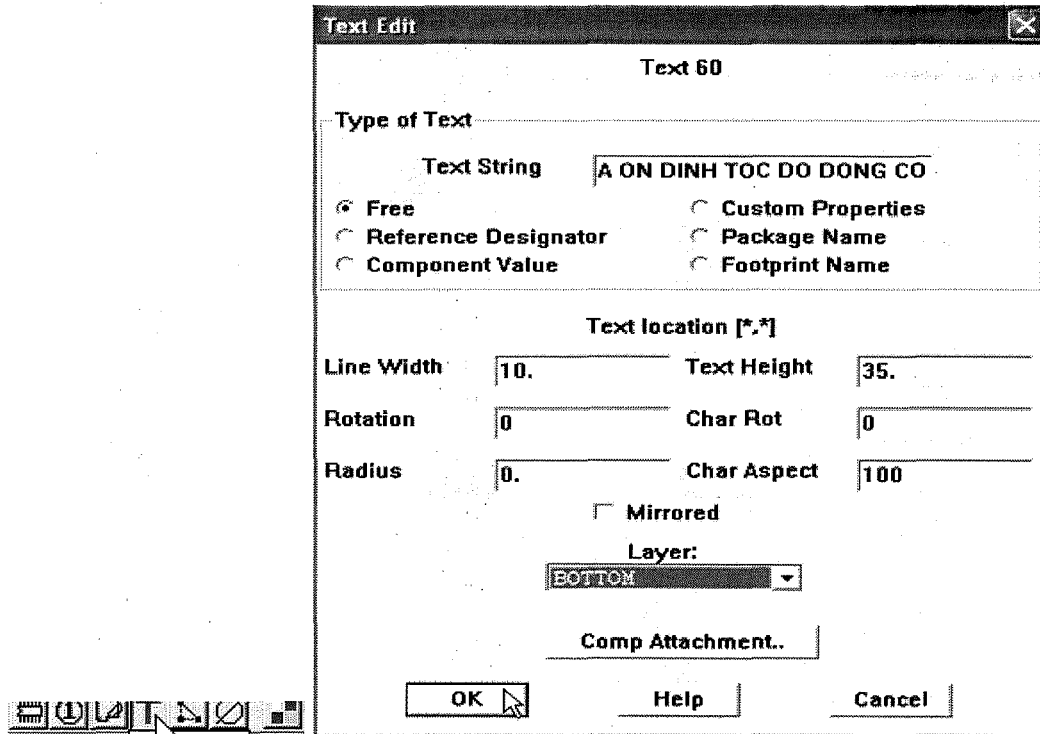 Text Edit
Text 60
Type of Text
Text String A ON DINH TOC DO DONG CO
Free Custom Properties
Reference Designator Package Name
Component Value Footprint Name
Text location [*,*]
Line Width 10. Text Height 35.
Rotation 0 Char Rot 0
Radius 0. Char Aspect 100
Mirrored
Layer:
BOTTOM
Comp Attachment..
OK Help Cancel
1 T